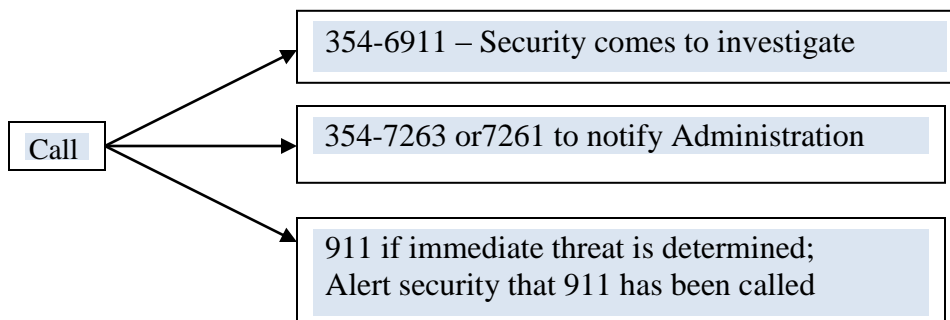 354-6911 – Security comes to investigate
Call
354-7263 or7261 to notify Administration
911 if immediate threat is determined;
Alert security that 911 has been called